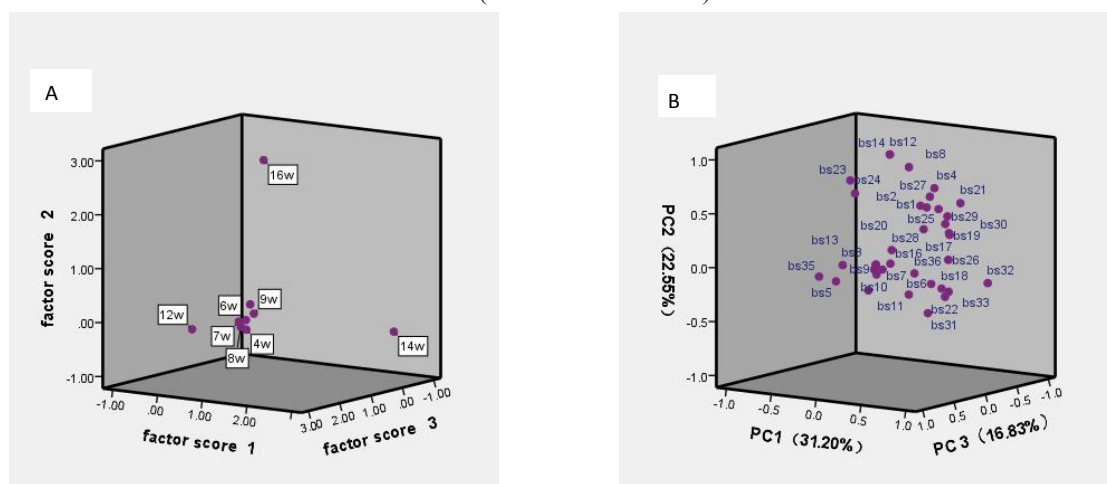 A
3.00
2.00
1.00
.00
-1.00
factor score 2
16w
6w
9w
12w
7w
4w
8w
14w
-1.00
.00
1.00
2.00
3.00
2.00
1.00
.00
-1.00
factor score 1
factor score 3
B
1.0
0.5
0.0
-0.5
-1.0
PC2 (22.55%)
bs14 bs12
bs8
bs23
bs24
bs4
bs27
bs21
bs2
bs1
bs25
bs29
bs20
bs30
bs19
bs13
bs28
bs17
bs3
bs16
bs35
bs9
bs36
bs26
bs7
bs32
bs5
bs10
bs6
bs18
bs11
bs22
bs33
bs31
-1.0
-0.5
0.0
0.5
1.0
1.0
0.5
0.0
-0.5
-1.0
PC1 (31.20%)
PC 3 (16.83%)